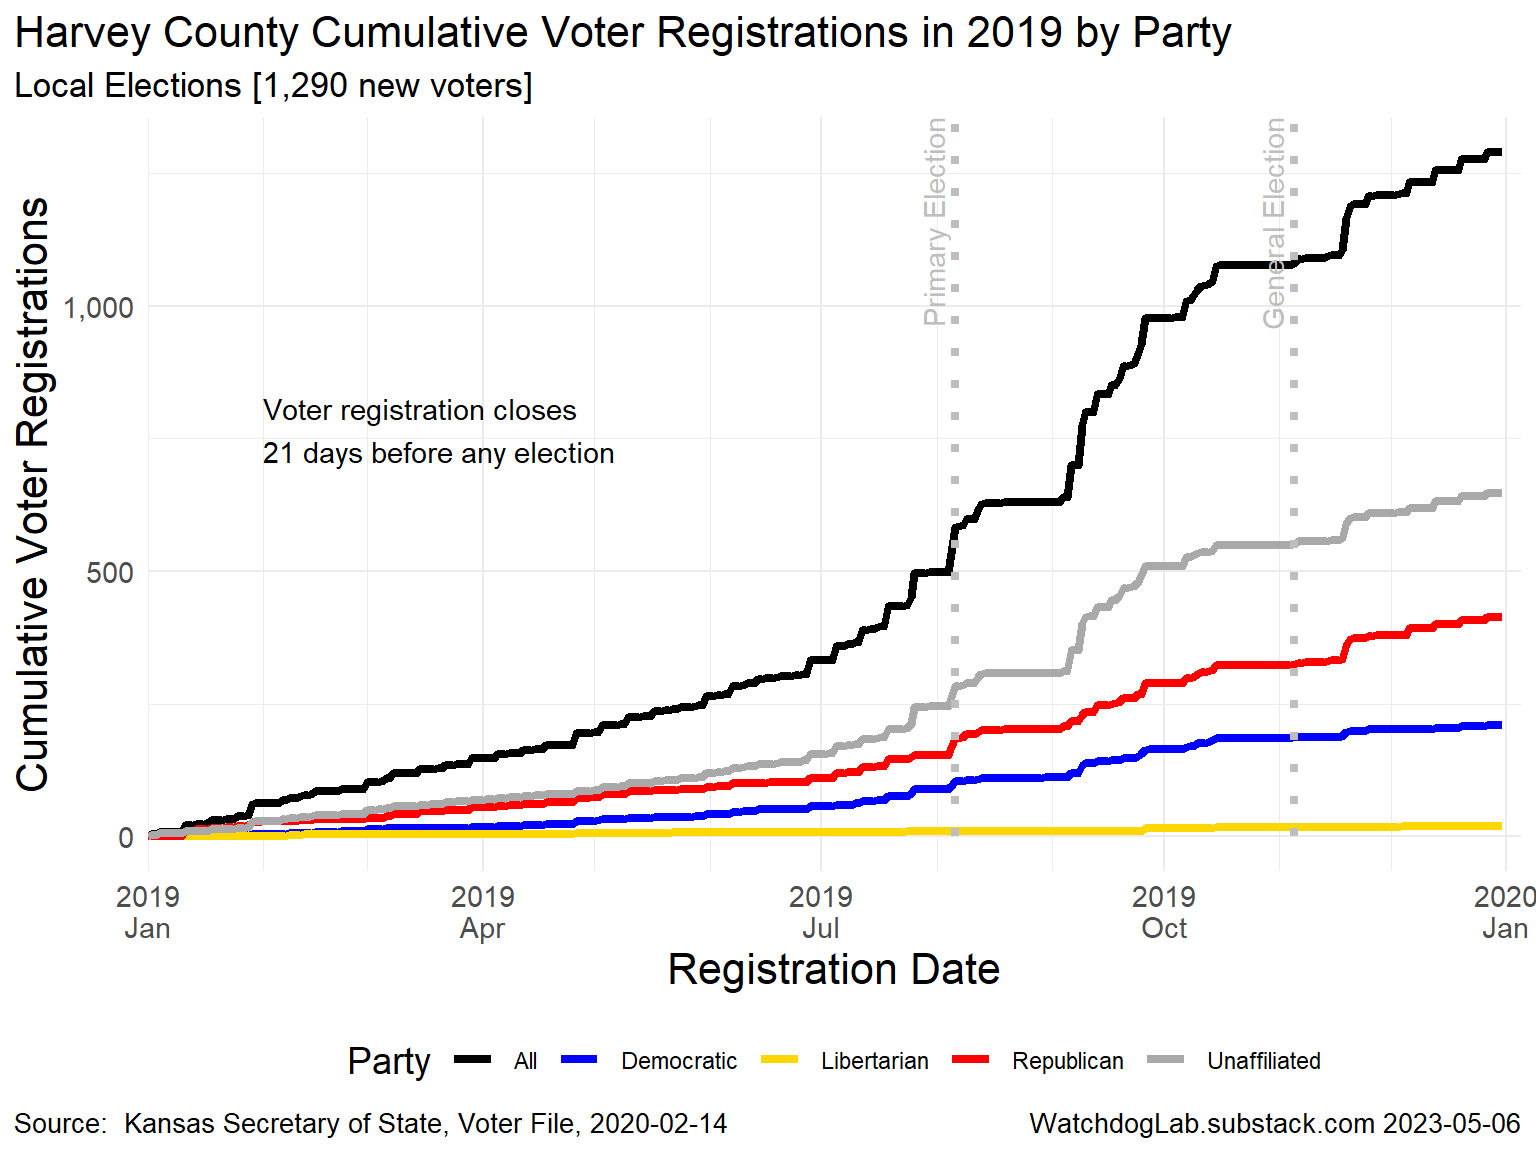 Harvey County Cumulative Voter Registrations in 2019 by Party
Local Elections [1,290 new voters]
Cumulative Voter Registrations
1,000
500
0
Primary Election
General Election
Voter registration closes
21 days before any election
2019 2019 2019 2019 2020
Jan Apr Jul Oct Jan
Registration Date
Party All Democratic Libertarian Republican Unaffiliated
Source:  Kansas Secretary of State, Voter File, 2020-02-14
WatchdogLab.substack.com 2023-05-06